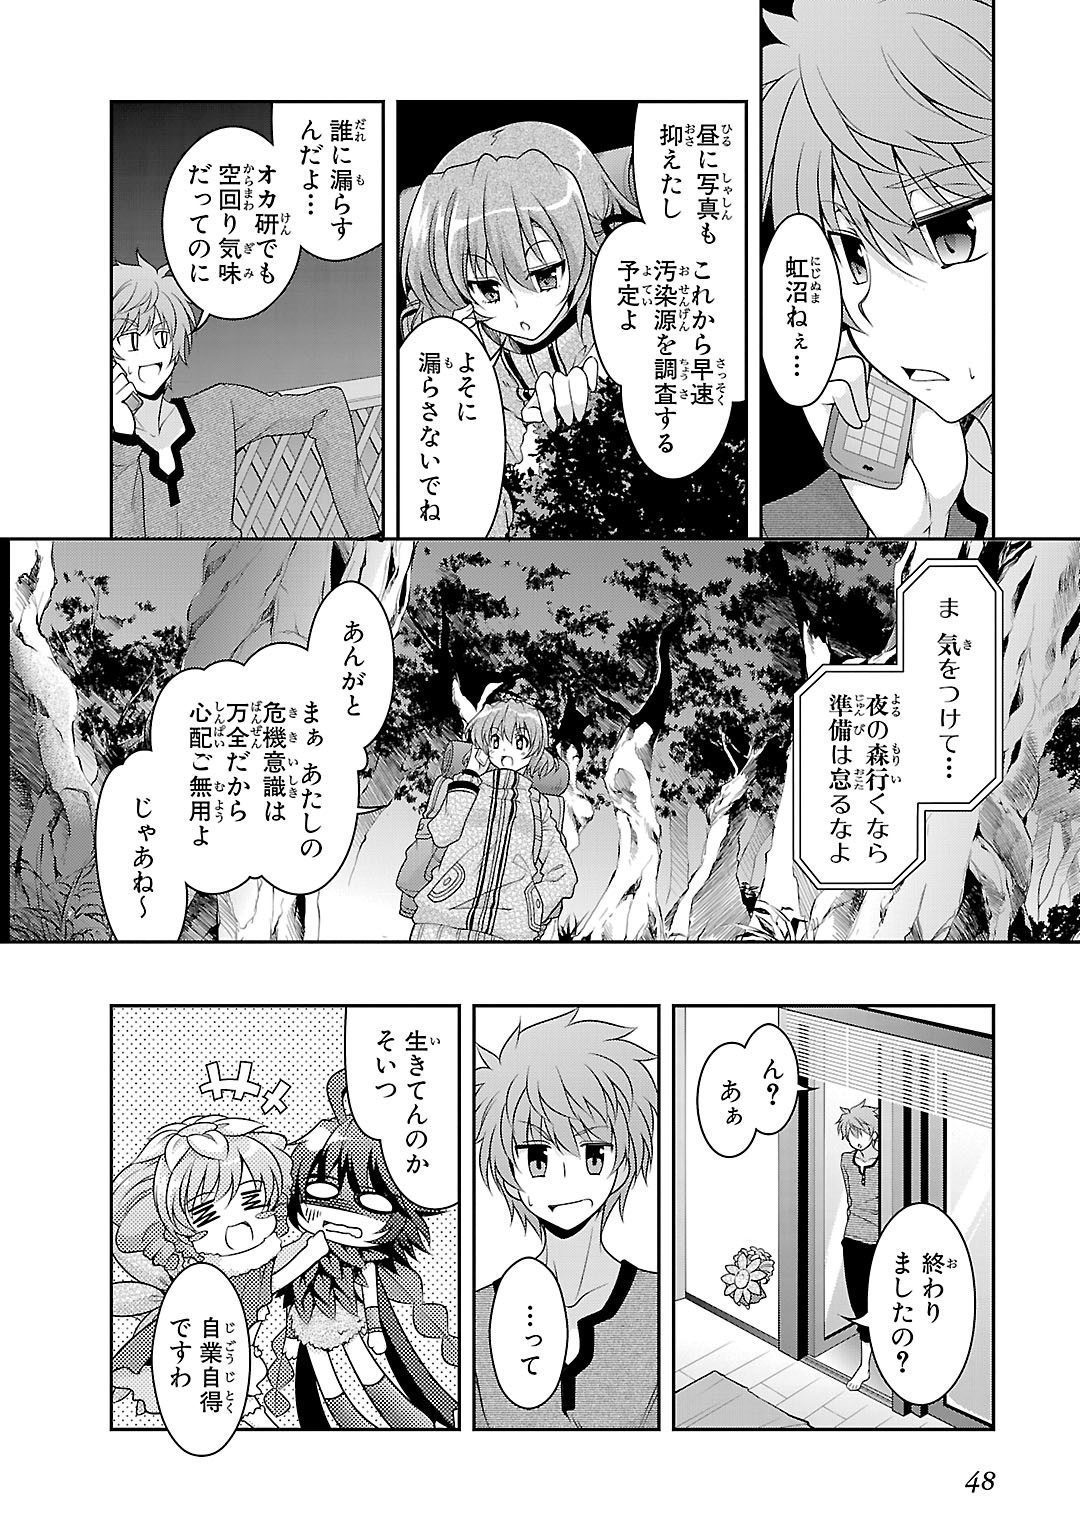 虹沼ねぇ…
昼に写真も
抑えたし
これから早速
汚染源を調査する
予定よ
よそに
漏らさないでね
誰に漏らす
んだよ…
オカ研でも
空回り気味
だってのに
ま 気をつけて…
夜の森行くなら
準備は怠るなよ
あんがと
まぁ あたしの
危機意識は
万全だから
心配ご無用よ
じゃあね〜
ん?
あぁ
終わり
ましたの?
…って
生きてんのか
そいつ
自業自得
ですわ
48